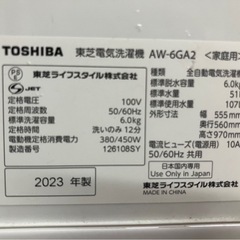 TOSHIBA 東芝電気洗濯機 AW-6GA2 <家庭用>
PS E JET
東芝ライフスタイル株式会社
定格電圧 100V
定格周波数 50/60Hz
定格洗濯容量 6.0kg
定格時間 洗い のみ12分
電動機定格消費電力 380/450W
製造番号 126108SY
2023 年製
種類 全自動電気洗濯
標準脱水容量 6.0k
標準水量 51
標準使用水量 107
外形寸法 幅 555mm
奥行560mm
高さ970mm
電流ヒューズ(電源用) 10A
50/60Hz 共用
日本国内専用
Use Only in Japan
東芝ライフスタイル株式会社
MADE IN CHINA